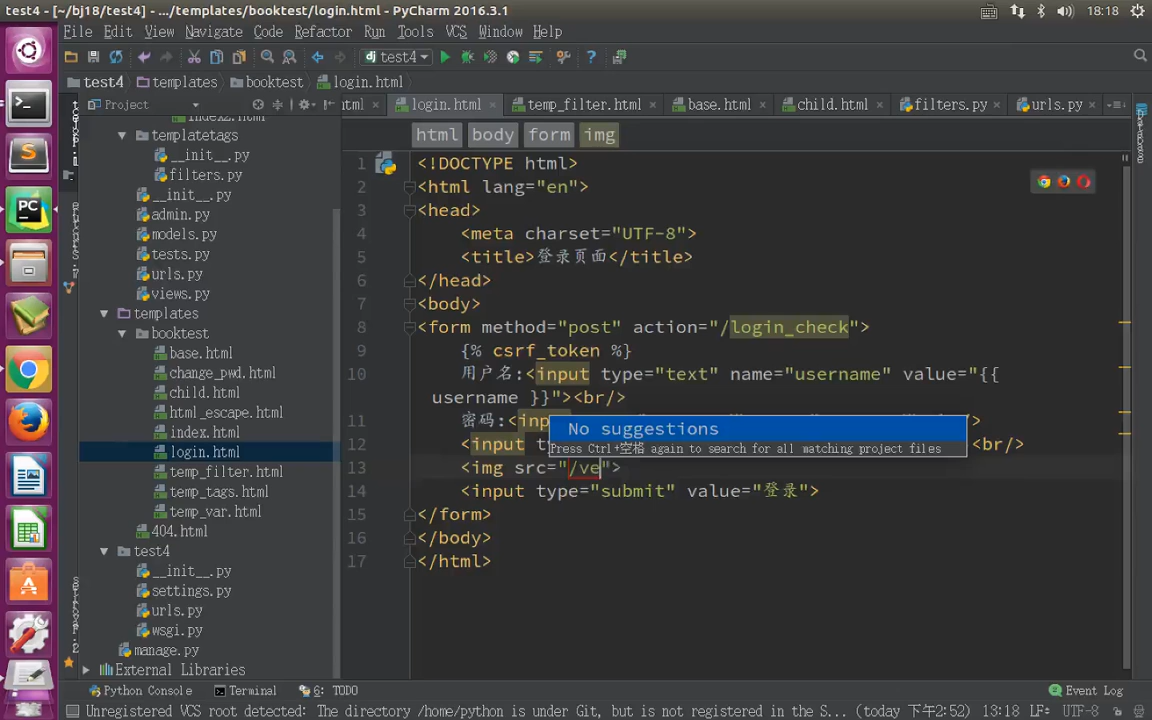 test4 - [~/bj18/test4] - .../templates/booktest/login.html - PyCharm 2016.3.1
18:18
File Edit View Navigate Code Refactor Run Tools VCS Window Help
test4
test4 templates booktest login.html
Project
html login.html temp_filter.html base.html child.html filters.py urls.py
html body form img
index2.html
templatetags
__init__.py
filters.py
__init__.py
admin.py
models.py
tests.py
urls.py
views.py
templates
booktest
base.html
change_pwd.html
child.html
html_escape.html
index.html
login.html
temp_filter.html
temp_tags.html
temp_var.html
404.html
test4
__init__.py
settings.py
urls.py
wsgi.py
manage.py
External Libraries
1 <!DOCTYPE html>
2 <html lang="en">
3 <head>
4 <meta charset="UTF-8">
5 <title>登录页面</title>
6 </head>
7 <body>
8 <form method="post" action="/login_check">
9 {% csrf_token %}
10 用户名:<input type="text" name="username" value="{{
username }}"><br/>
11 密码:<inp
No suggestions
Press Ctrl+空格 again to search for all matching project files
12 <input ty <br/>
13 <img src="/ve">
14 <input type="submit" value="登录">
15 </form>
16 </body>
17 </html>
Python Console Terminal 6: TODO Event Log
Unregistered VCS root detected: The directory /home/python is under Git, but is not registered in the S... (today 下午2:52) 13:18 LF÷ UTF-8÷